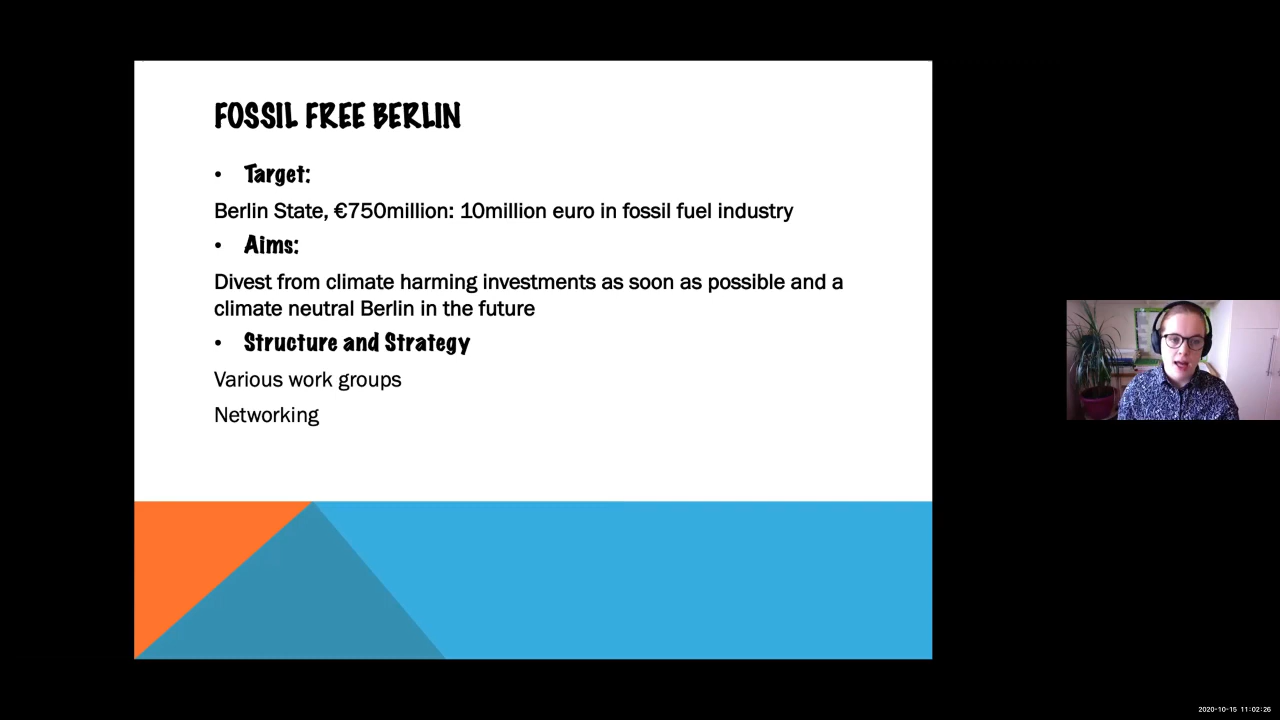 FOSSIL FREE BERLIN
• Target:
Berlin State, €750million: 10million euro in fossil fuel industry
• Aims:
Divest from climate harming investments as soon as possible and a
climate neutral Berlin in the future
• Structure and Strategy
Various work groups
Networking
2020-10-15 11:02:26